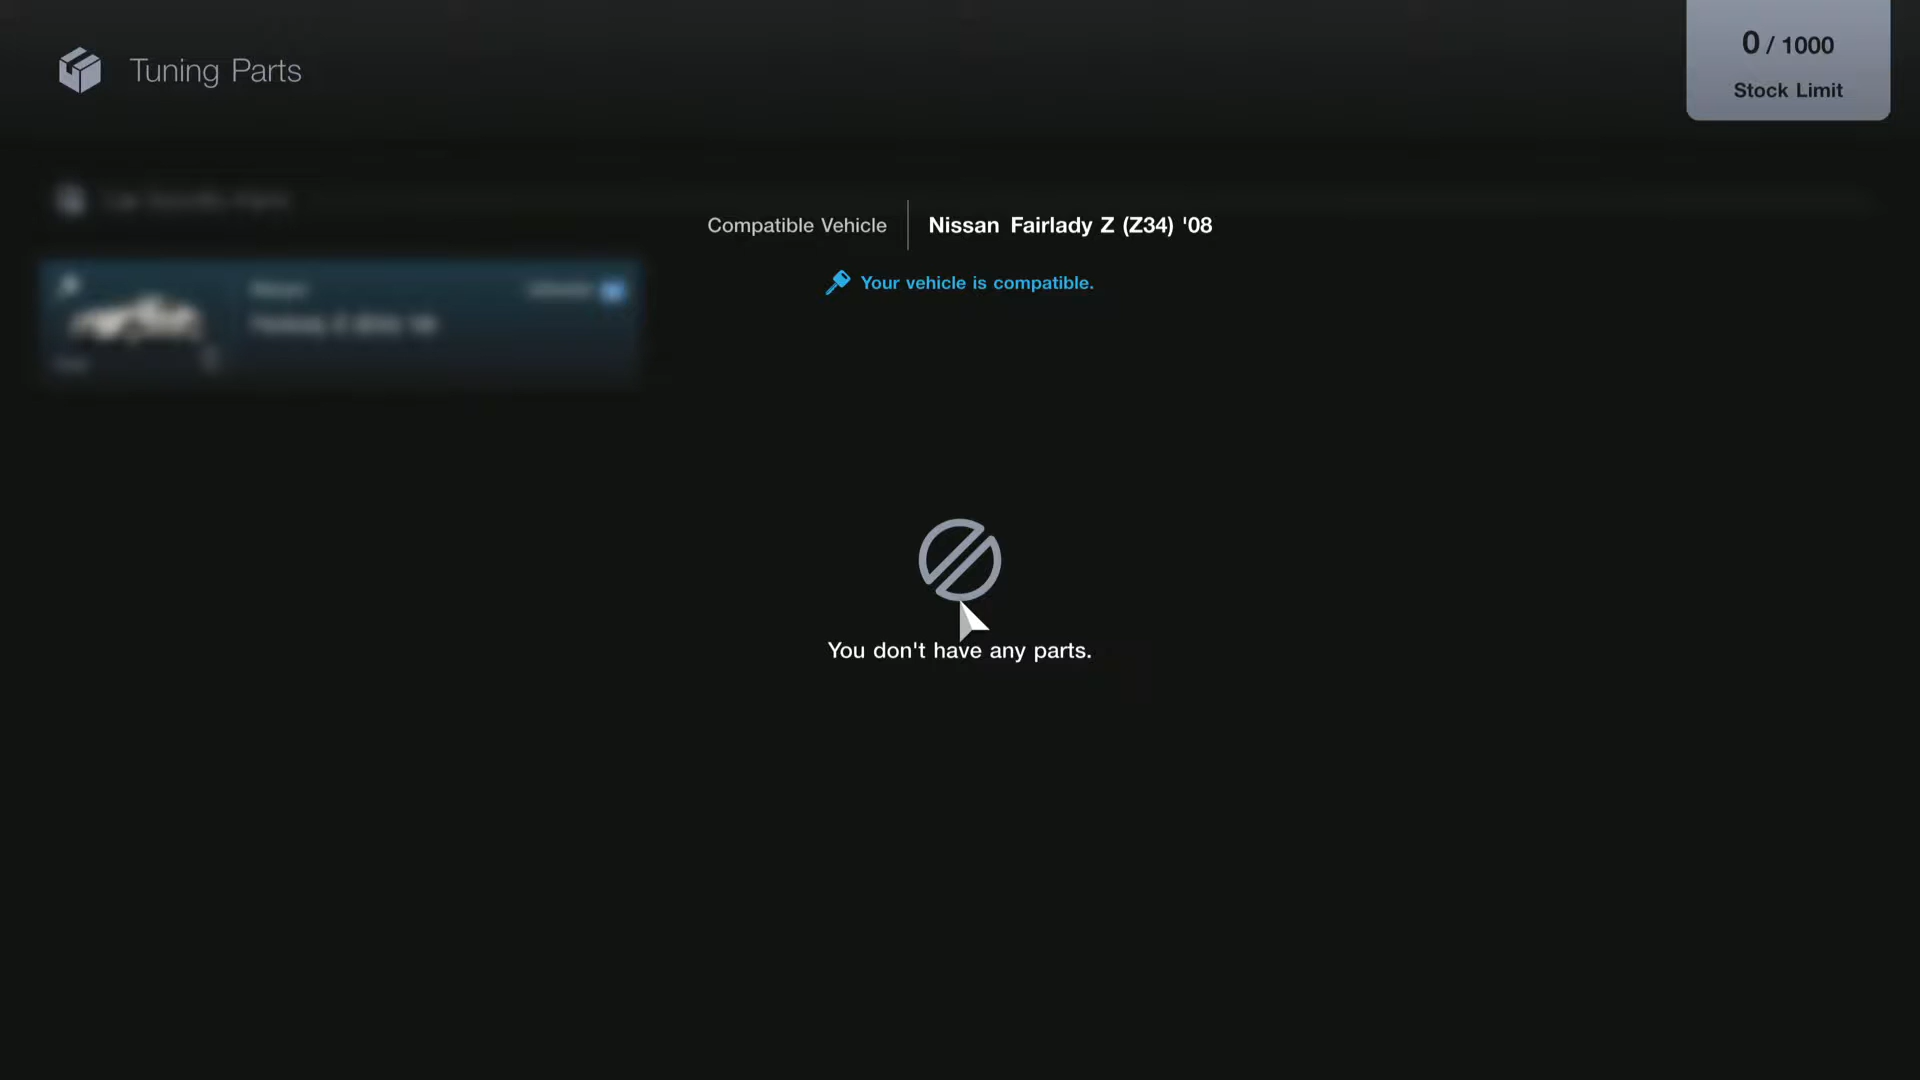 Tuning Parts
0 / 1000
Stock Limit
Compatible Vehicle
Nissan Fairlady Z (Z34) '08
Your vehicle is compatible.
You don't have any parts.